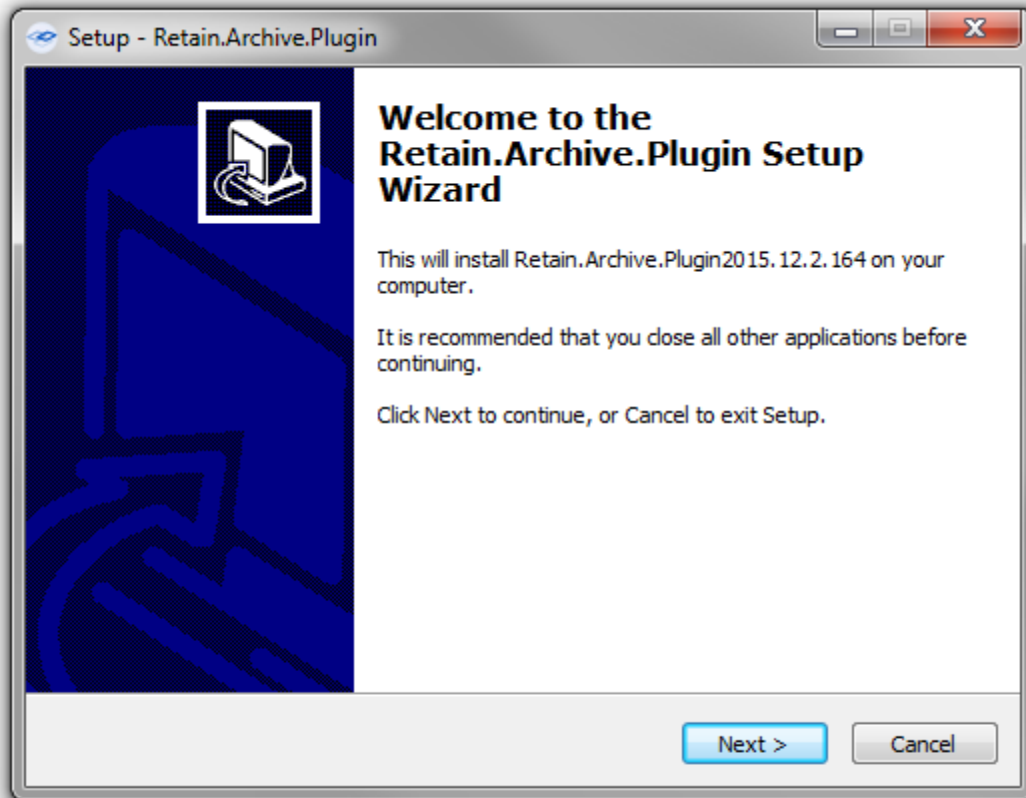 Setup - Retain.Archive.Plugin
Welcome to the
Retain.Archive.Plugin Setup
Wizard
This will install Retain.Archive.Plugin2015.12.2.164 on your
computer.
It is recommended that you close all other applications before
continuing.
Click Next to continue, or Cancel to exit Setup.
Next >
Cancel